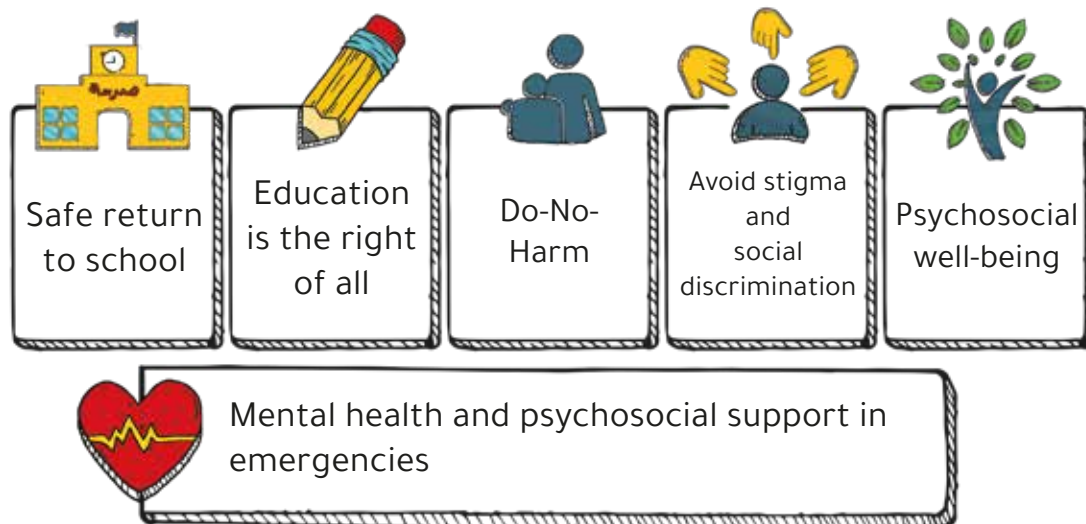 مدرسة
Safe return
to school
Education
is the right
of all
Do-No-
Harm
Avoid stigma
and
social
discrimination
Psychosocial
well-being
Mental health and psychosocial support in
emergencies